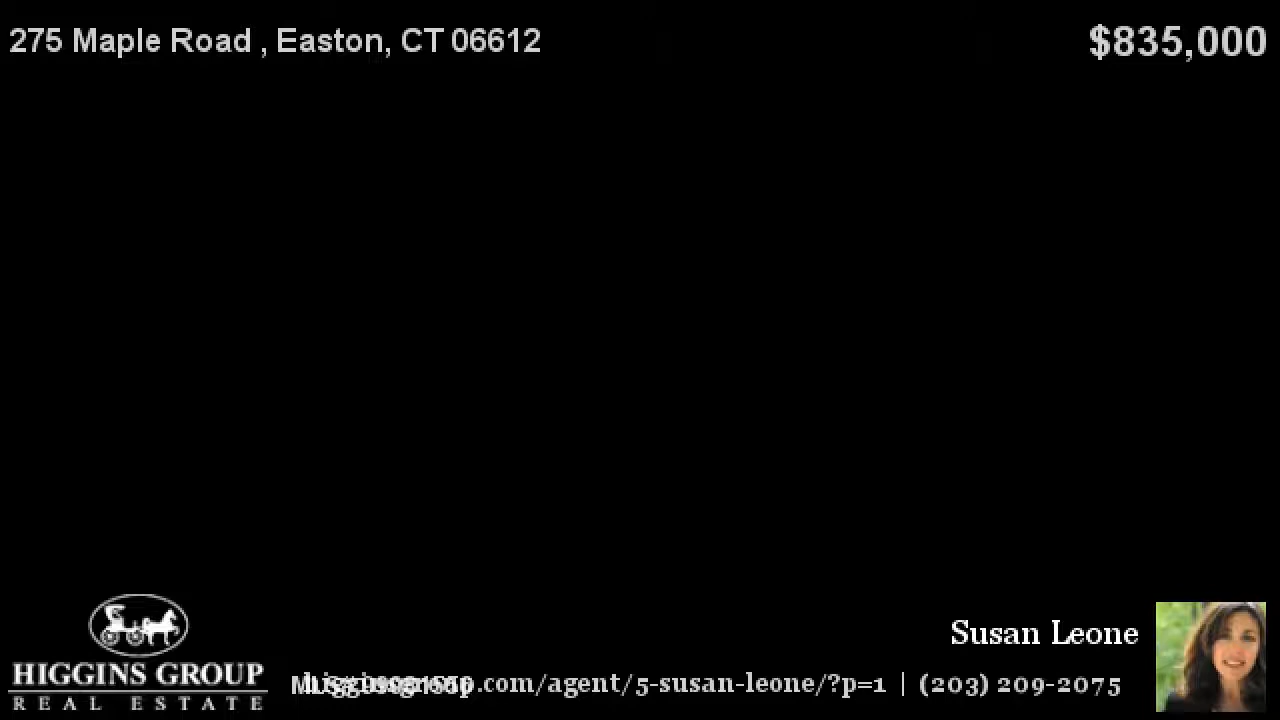 275 Maple Road , Easton, CT 06612
$835,000
Susan Leone
HIGGINS GROUP
REAL ESTATE
.com/agent/5-susan-leone/?p=1 | (203) 209-2075